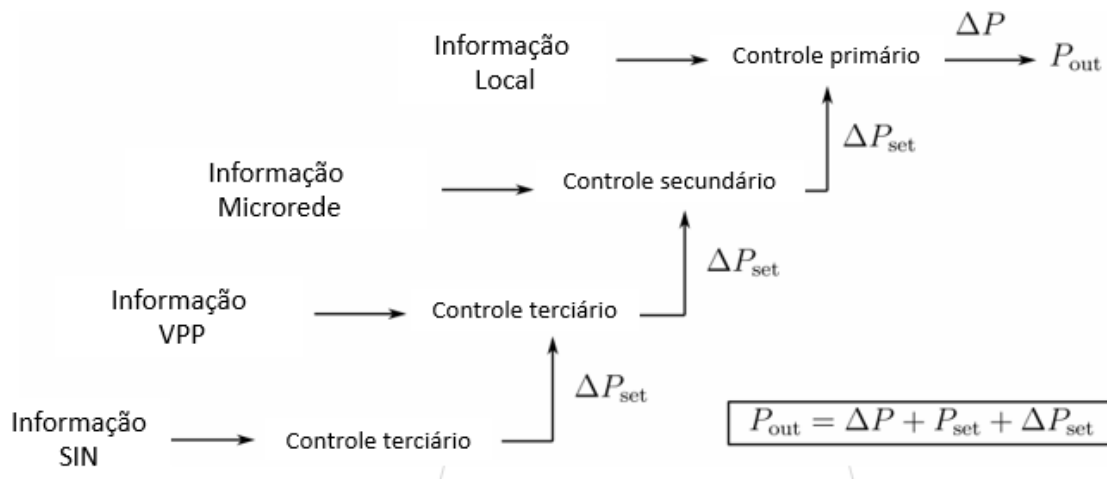 Informação
Local
Controle primário
ΔP
P_out
ΔP_set
Informação
Microrede
Controle secundário
ΔP_set
Informação
VPP
Controle terciário
ΔP_set
Informação
SIN
Controle terciário
P_out = ΔP + P_set + ΔP_set